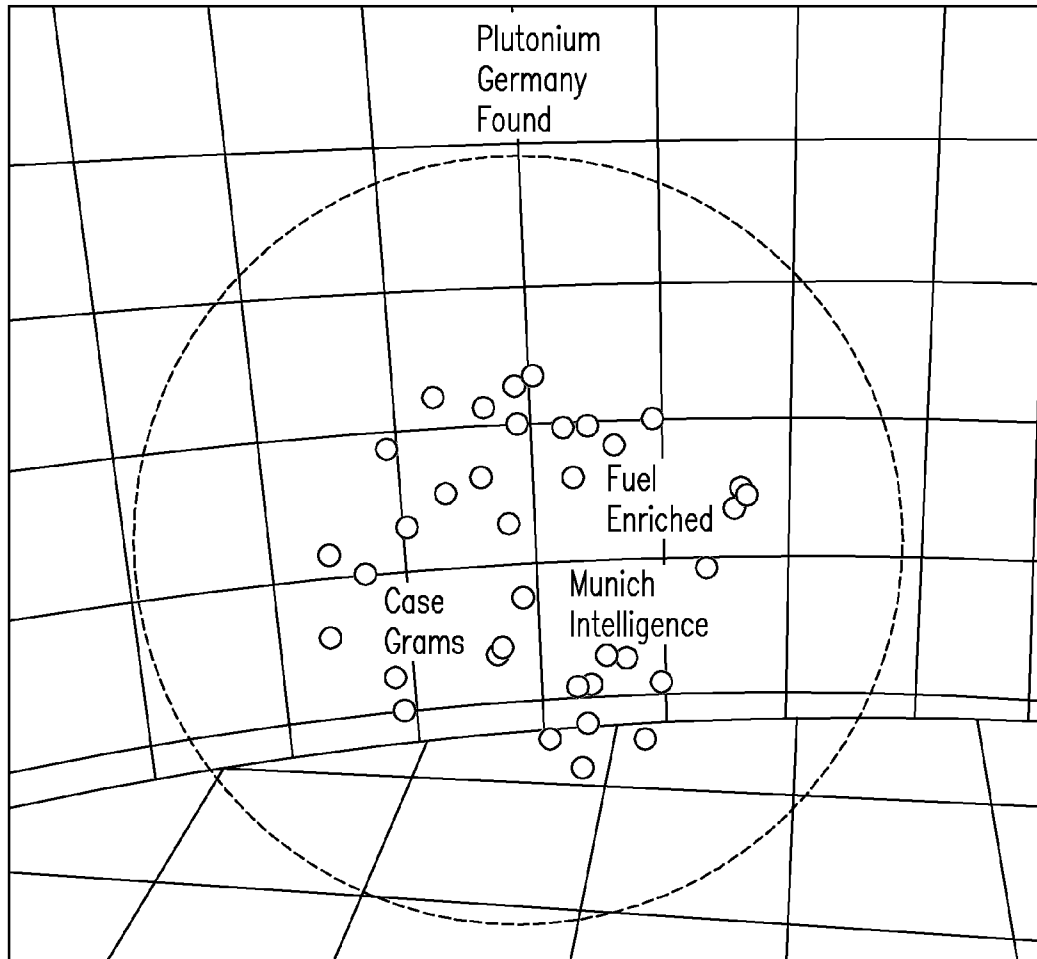 Plutonium
Germany
Found
Fuel
Enriched
Munich
Intelligence
Case
Grams